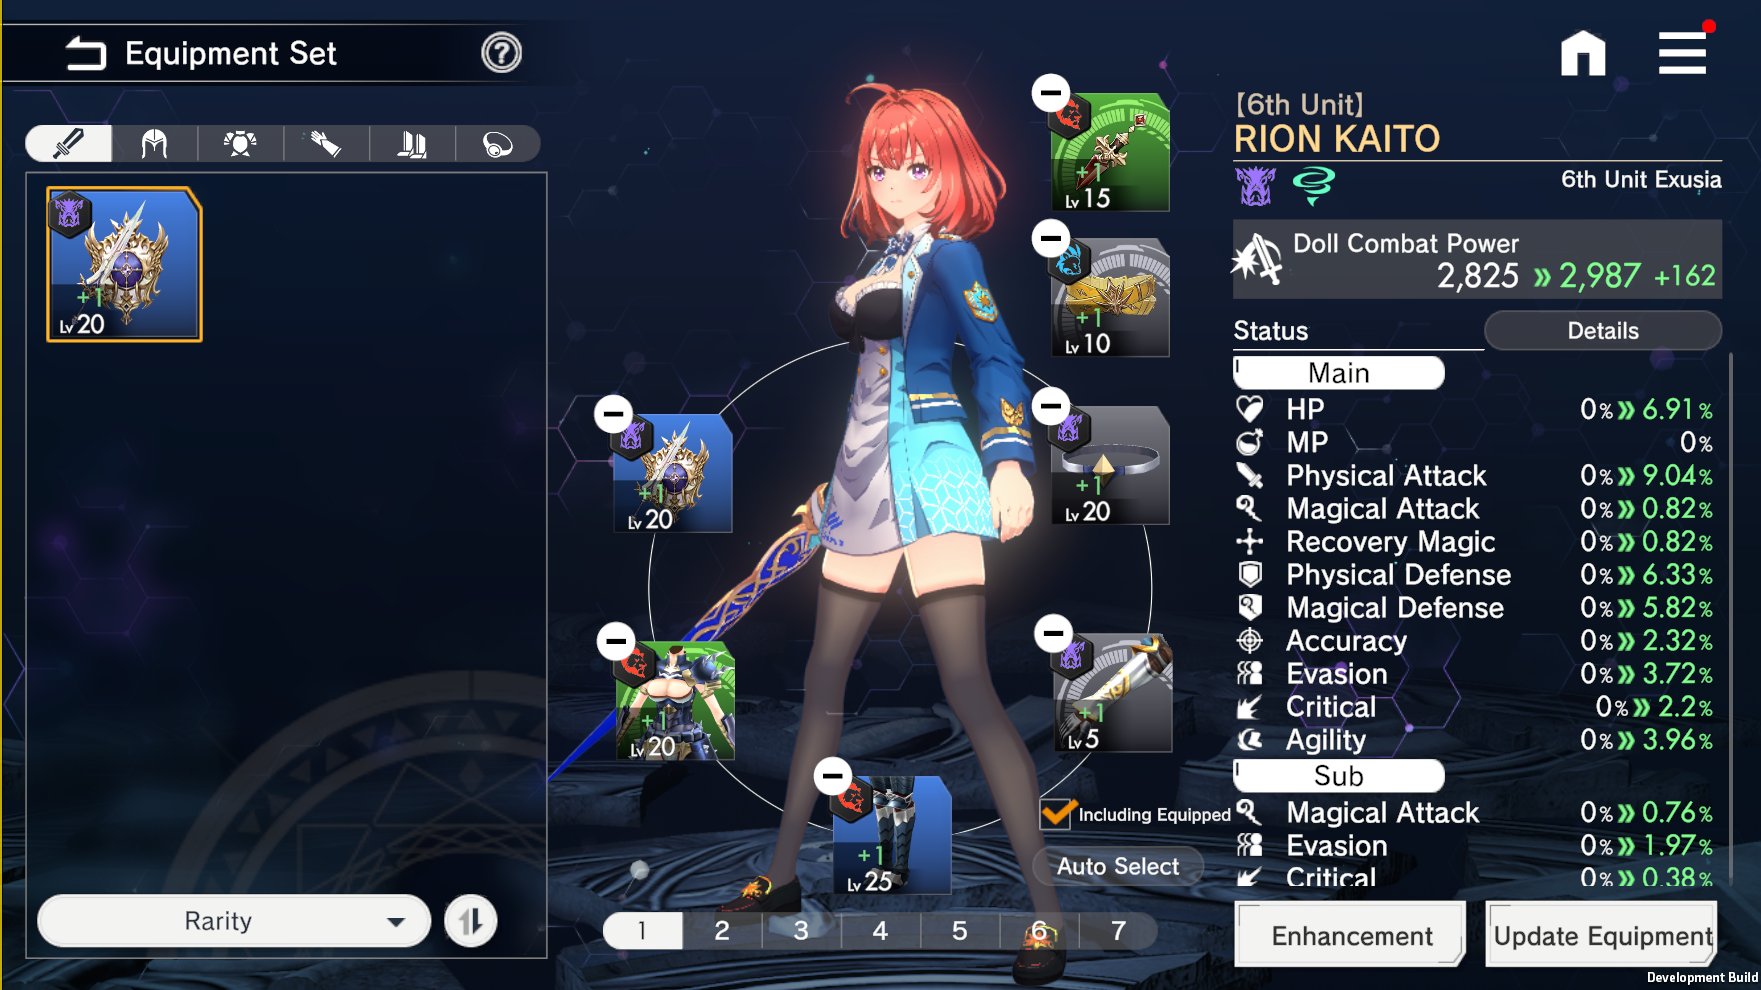 Equipment Set
?
+1
Lv 20
Rarity
+1
Lv 15
+1
Lv 10
+1
Lv 20
+1
Lv 20
+1
Lv 20
+1
Lv 5
+1
Lv 25
Including Equipped
Auto Select
1 2 3 4 5 6 7
【6th Unit】
RION KAITO
6th Unit Exusia
Doll Combat Power
2,825 » 2,987 +162
Status Details
Main
HP 0% » 6.91%
MP 0%
Physical Attack 0% » 9.04%
Magical Attack 0% » 0.82%
Recovery Magic 0% » 0.82%
Physical Defense 0% » 6.33%
Magical Defense 0% » 5.82%
Accuracy 0% » 2.32%
Evasion 0% » 3.72%
Critical 0% » 2.2%
Agility 0% » 3.96%
Sub
Magical Attack 0% » 0.76%
Evasion 0% » 1.97%
Critical 0% » 0.38%
Enhancement
Update Equipment
Development Build